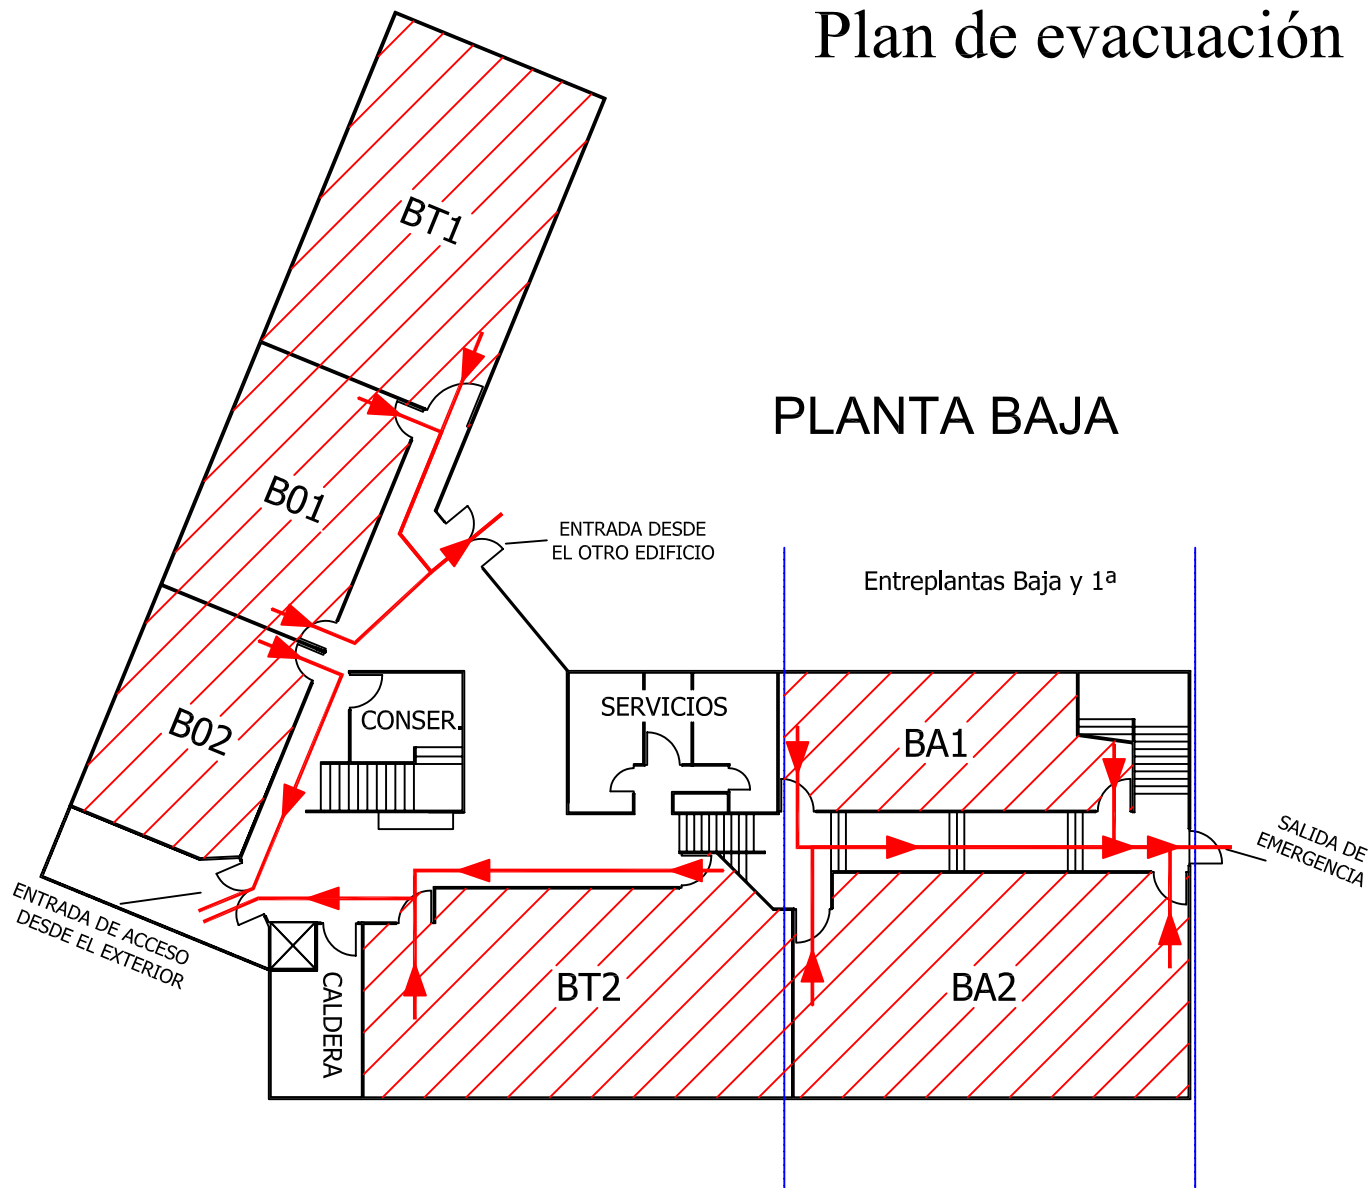 Plan de evacuación
BT1
PLANTA BAJA
B01
ENTRADA DESDE
EL OTRO EDIFICIO
Entreplantas Baja y 1ª
B02
CONSER.
SERVICIOS
BA1
SALIDA DE
EMERGENCIA
ENTRADA DE ACCESO
DESDE EL EXTERIOR
CALDERA
BT2
BA2